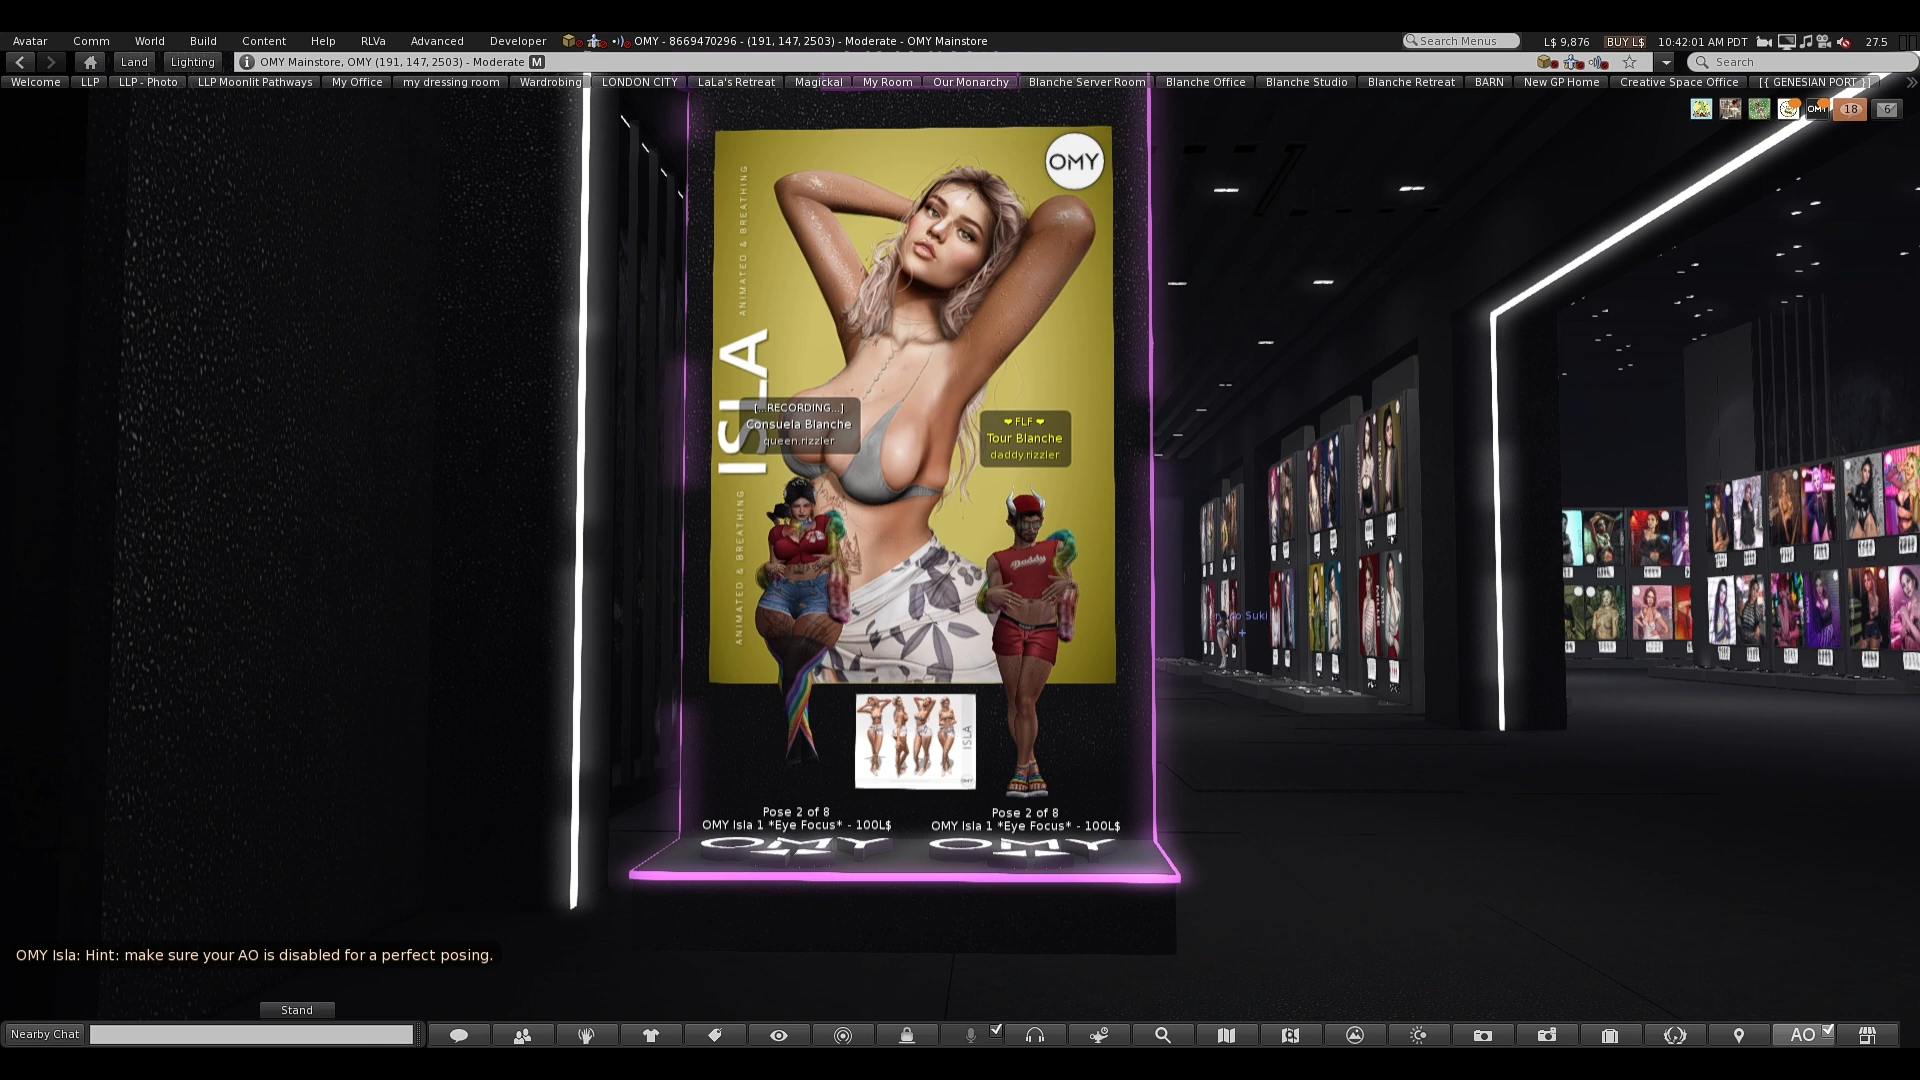 Avatar Comm World Build Content Help RLVa Advanced Developer OMY - 8669470296 - (191, 147, 2503) - Moderate - OMY Mainstore Search Menus L$ 9,876 BUY L$ 10:42:01 AM PDT 27.5
Land Lighting OMY Mainstore, OMY (191, 147, 2503) - Moderate M Search
Welcome LLP LLP - Photo LLP Moonlit Pathways My Office my dressing room Wardrobing LONDON CITY LaLa's Retreat Magickal My Room Our Monarchy Blanche Server Room Blanche Office Blanche Studio Blanche Retreat BARN New GP Home Creative Space Office [{ GENESIAN PORT }]
OMY 18 6
OMY
ANIMATED & BREATHING
ISLA
ANIMATED & BREATHING
[...RECORDING...]
Consuela Blanche
queen.rizzler
❤ FLF ❤
Tour Blanche
daddy.rizzler
Daddy
Suki
ISLA
Pose 2 of 8
OMY Isla 1 *Eye Focus* - 100L$
Pose 2 of 8
OMY Isla 1 *Eye Focus* - 100L$
OMY
OMY
OMY Isla: Hint: make sure your AO is disabled for a perfect posing.
Stand
Nearby Chat
AO